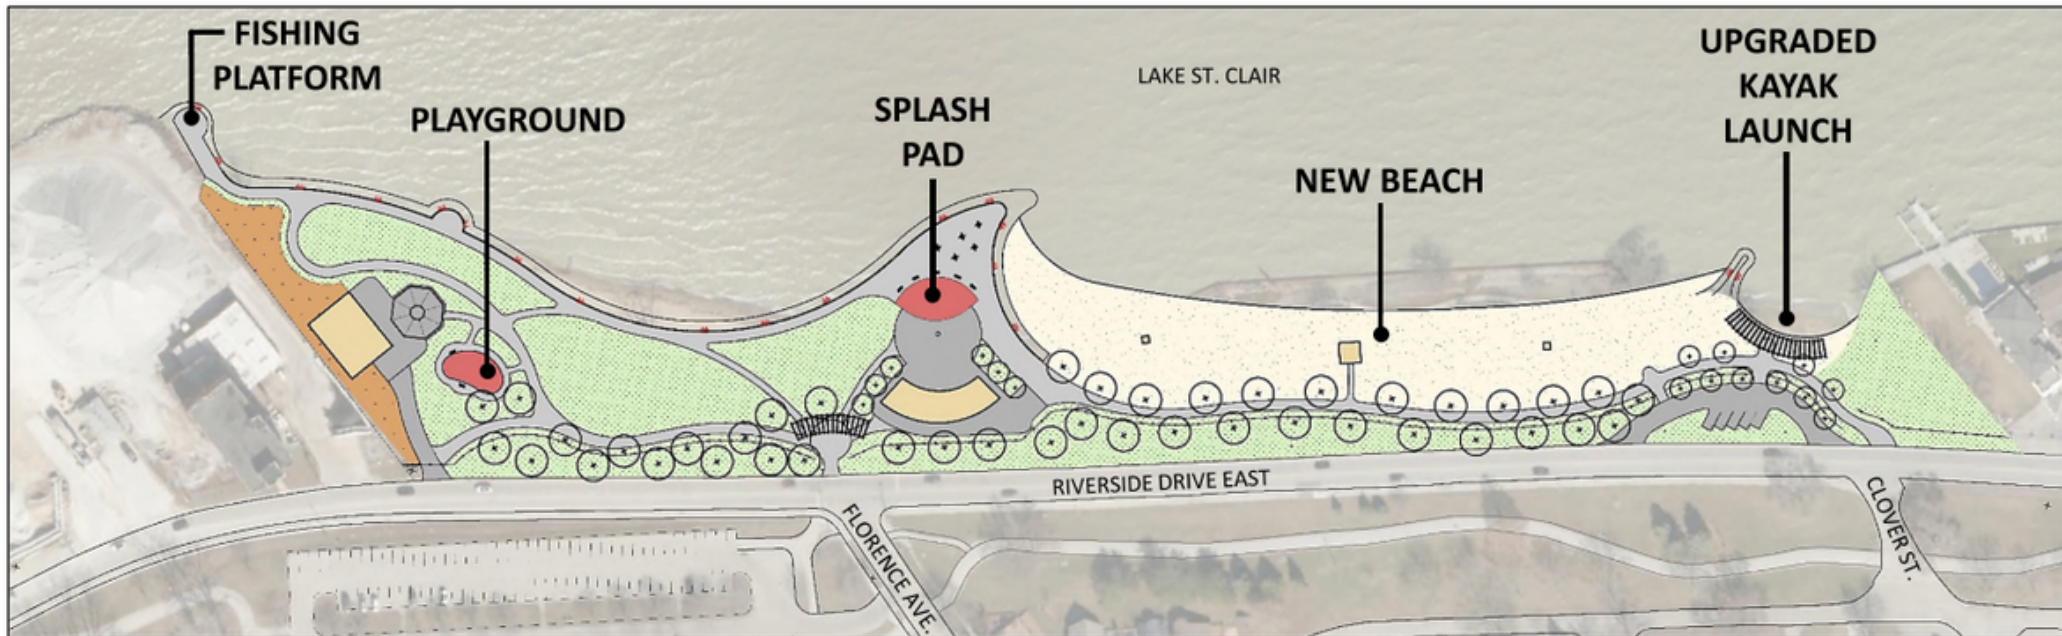 FISHING
PLATFORM
PLAYGROUND
SPLASH
PAD
LAKE ST. CLAIR
NEW BEACH
UPGRADED
KAYAK
LAUNCH
RIVERSIDE DRIVE EAST
FLORENCE AVE.
CLOVER ST.